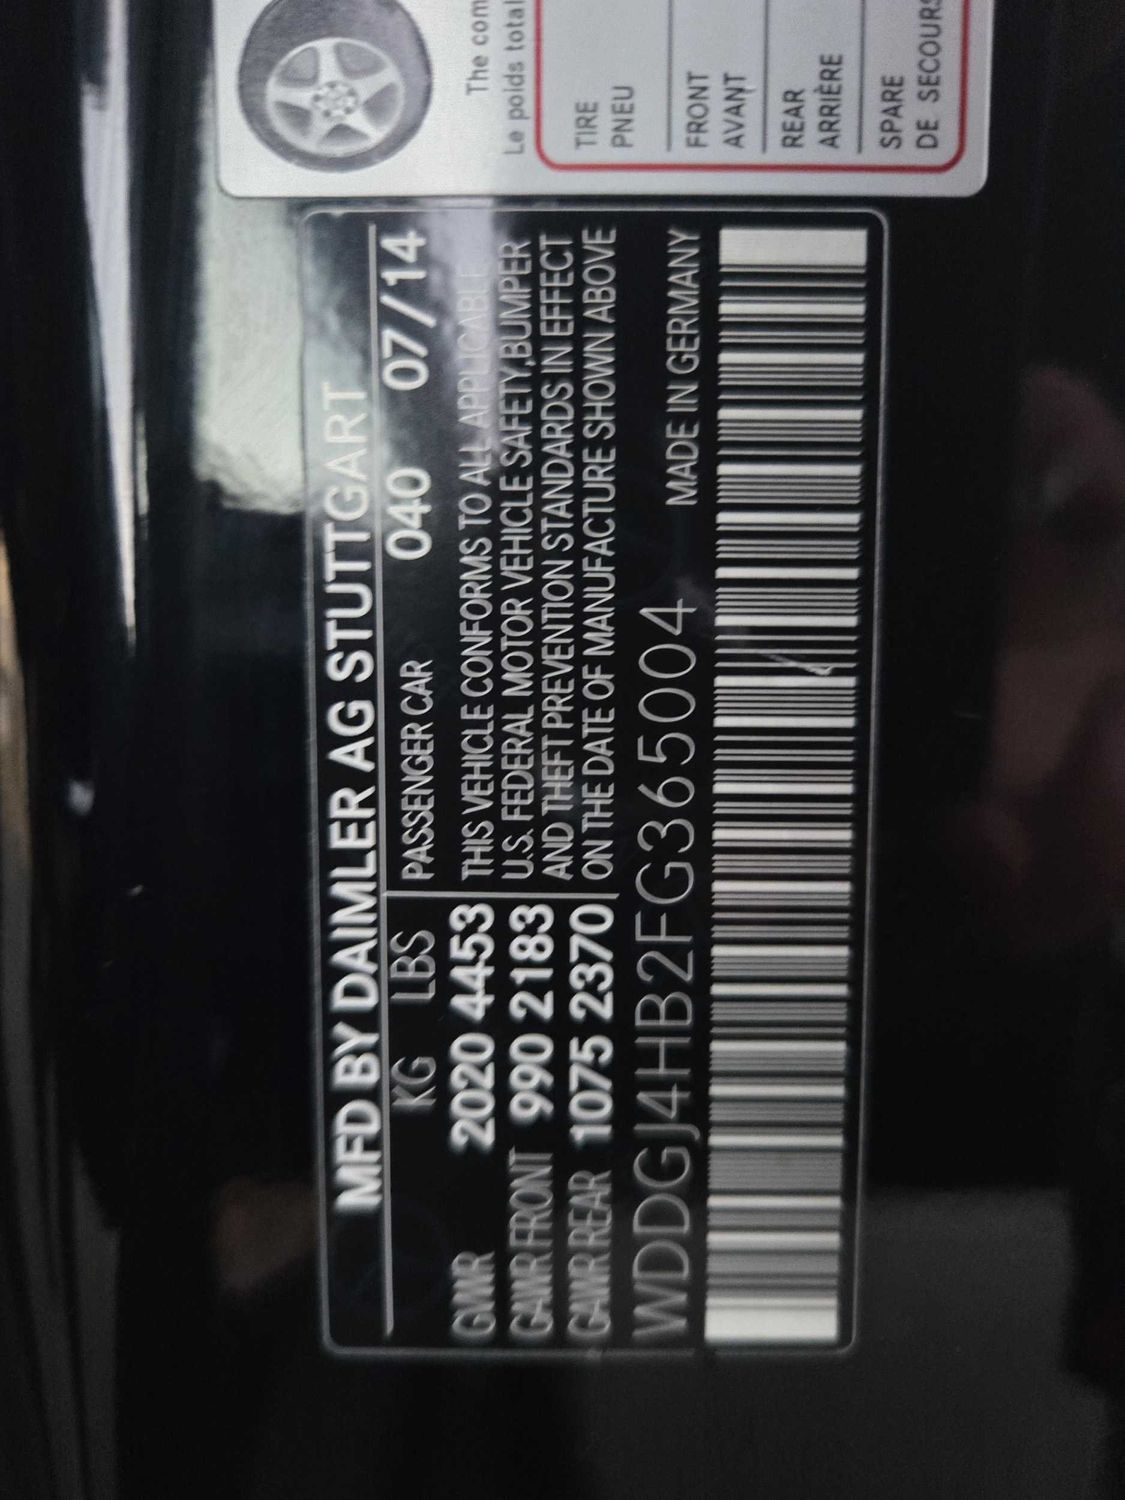 MFD BY DAIMLER AG STUTTGART
KG LBS
PASSENGER CAR 040 07/14
GVWR 2020 4453
GAWR FRONT 990 2183
GAWR REAR 1075 2370
THIS VEHICLE CONFORMS TO ALL APPLICABLE
U.S. FEDERAL MOTOR VEHICLE SAFETY,BUMPER
AND THEFT PREVENTION STANDARDS IN EFFECT
ON THE DATE OF MANUFACTURE SHOWN ABOVE
WDDGJ4HB2FG365004 MADE IN GERMANY
The com
Le poids total
TIRE
PNEU
FRONT
AVANT
REAR
ARRIÈRE
SPARE
DE SECOURS